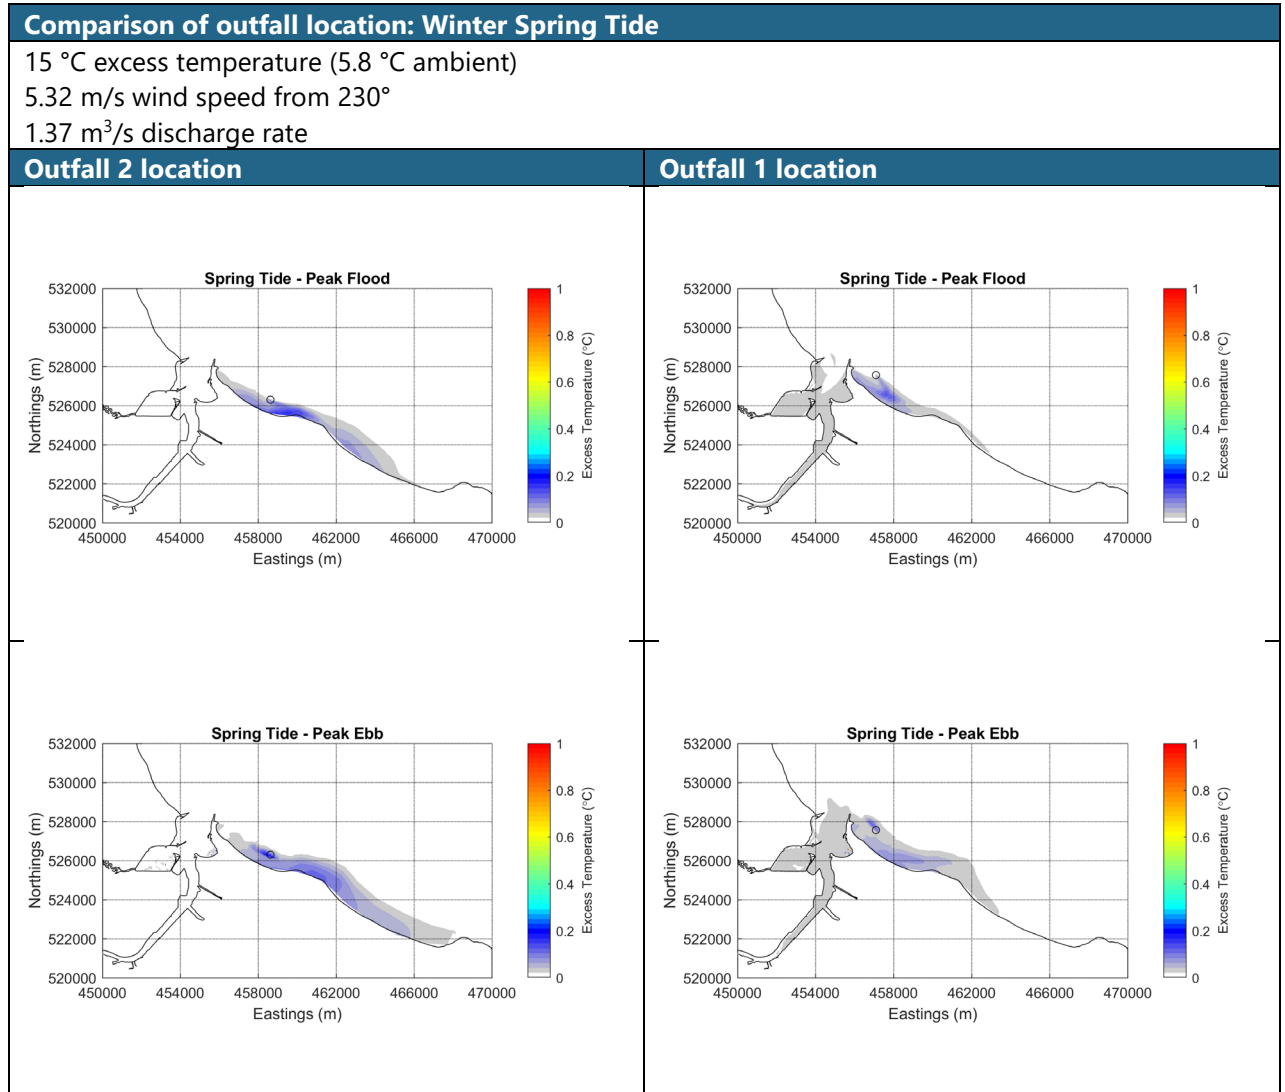 Comparison of outfall location: Winter Spring Tide
15 °C excess temperature (5.8 °C ambient)
5.32 m/s wind speed from 230°
1.37 m³/s discharge rate
Outfall 2 location
Outfall 1 location
Spring Tide - Peak Flood
532000
530000
528000
526000
524000
522000
520000
Northings (m)
450000 454000 458000 462000 466000 470000
Eastings (m)
1
0.8
0.6
0.4
0.2
0
Excess Temperature (°C)
Spring Tide - Peak Flood
532000
530000
528000
526000
524000
522000
520000
Northings (m)
450000 454000 458000 462000 466000 470000
Eastings (m)
1
0.8
0.6
0.4
0.2
0
Excess Temperature (°C)
Spring Tide - Peak Ebb
532000
530000
528000
526000
524000
522000
520000
Northings (m)
450000 454000 458000 462000 466000 470000
Eastings (m)
1
0.8
0.6
0.4
0.2
0
Excess Temperature (°C)
Spring Tide - Peak Ebb
532000
530000
528000
526000
524000
522000
520000
Northings (m)
450000 454000 458000 462000 466000 470000
Eastings (m)
1
0.8
0.6
0.4
0.2
0
Excess Temperature (°C)